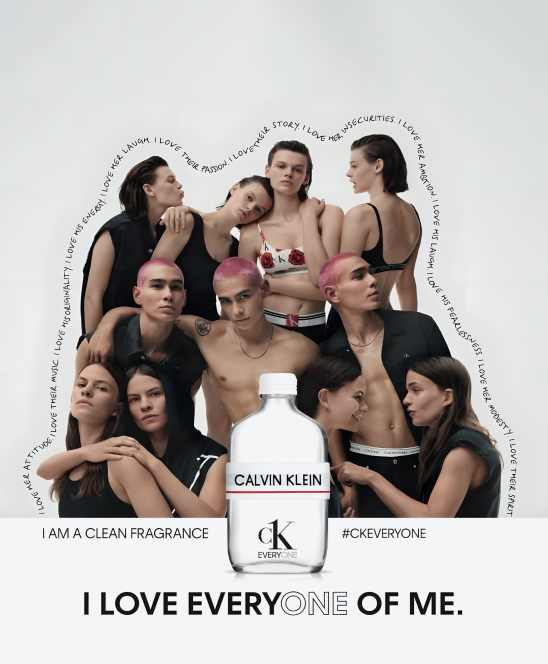 I LOVE HER ATTITUDE. I LOVE THEIR MUSIC. I LOVE HIS ORIGINALITY. I LOVE HIS ENERGY. I LOVE HER LAUGH. I LOVE THEIR PASSION. I LOVE THEIR STORY. I LOVE HER INSECURITIES. I LOVE HER AMBITION. I LOVE HIS LAUGH. I LOVE HIS FEARLESSNESS. I LOVE HER MODESTY. I LOVE THEIR SPIRIT
CALVIN KLEIN
I AM A CLEAN FRAGRANCE
cK
EVERYONE
#CKEVERYONE
I LOVE EVERYONE OF ME.